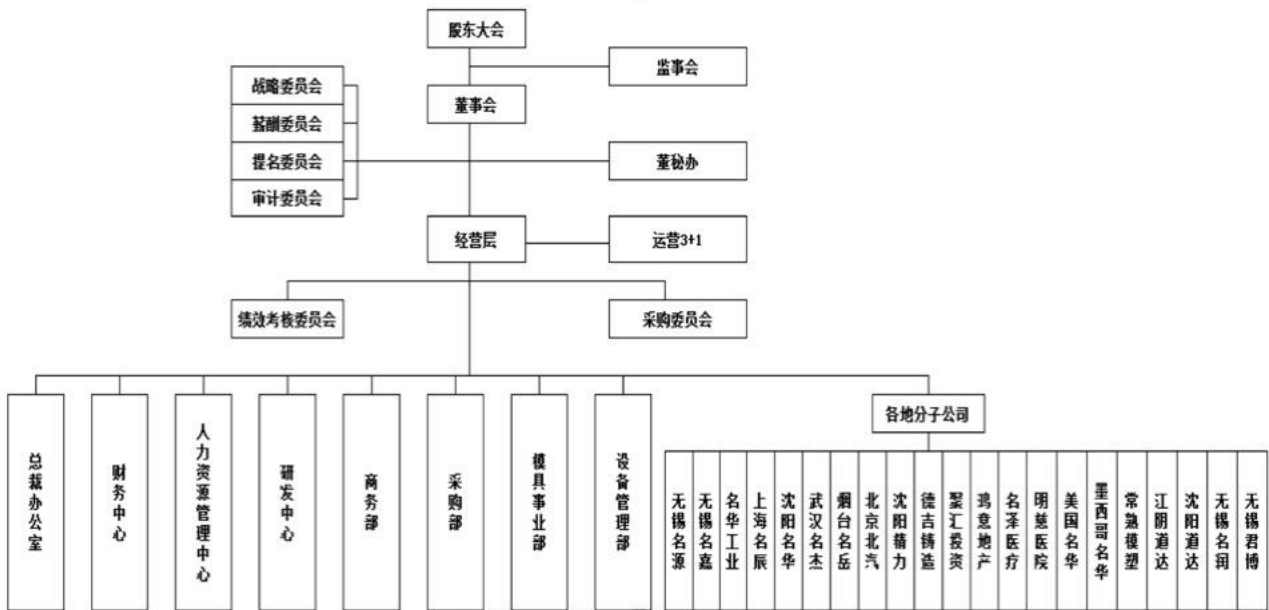 股东大会
监事会
战略委员会
董事会
薪酬委员会
提名委员会
董秘办
审计委员会
经营层
运营3+1
绩效考核委员会
采购委员会
各地分子公司
总裁办公室
财务中心
人力资源管理中心
研发中心
商务部
采购部
模具事业部
设备管理部
无锡名源
无锡名嘉
名华工业
上海名辰
沈阳名华
武汉名杰
烟台名岳
北京北汽
沈阳精力
德吉铸造
聚汇投资
鸿意地产
名泽医疗
明慈医院
美国名华
墨西哥名华
常熟模塑
江阴道达
沈阳道达
无锡名润
无锡君博